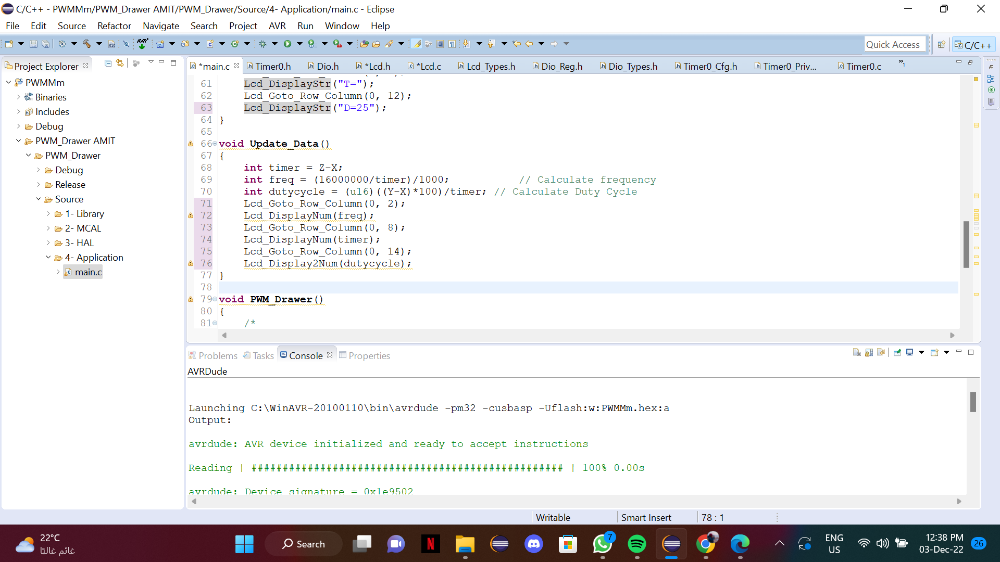 C/C++ - PWMMm/PWM_Drawer AMIT/PWM_Drawer/Source/4- Application/main.c - Eclipse
File Edit Source Refactor Navigate Search Project AVR Run Window Help
Quick Access C/C++
Project Explorer
PWMMm
Binaries
Includes
Debug
PWM_Drawer AMIT
PWM_Drawer
Debug
Release
Source
1- Library
2- MCAL
3- HAL
4- Application
main.c
*main.c Timer0.h Dio.h *Lcd.h *Lcd.c Lcd_Types.h Dio_Reg.h Dio_Types.h Timer0_Cfg.h Timer0_Priv... Timer0.c »1
61 Lcd_DisplayStr("T=");
62 Lcd_Goto_Row_Column(0, 12);
63 Lcd_DisplayStr("D=25");
64 }
65
66 void Update_Data()
67 {
68 int timer = Z-X;
69 int freq = (16000000/timer)/1000; // Calculate frequency
70 int dutycycle = (u16)((Y-X)*100)/timer; // Calculate Duty Cycle
71 Lcd_Goto_Row_Column(0, 2);
72 Lcd_DisplayNum(freq);
73 Lcd_Goto_Row_Column(0, 8);
74 Lcd_DisplayNum(timer);
75 Lcd_Goto_Row_Column(0, 14);
76 Lcd_Display2Num(dutycycle);
77 }
78
79 void PWM_Drawer()
80 {
81 /*
Problems Tasks Console Properties
AVRDude
Launching C:\WinAVR-20100110\bin\avrdude -pm32 -cusbasp -Uflash:w:PWMMm.hex:a
Output:
avrdude: AVR device initialized and ready to accept instructions
Reading | ################################################## | 100% 0.00s
avrdude: Device signature = 0x1e9502
Writable Smart Insert 78 : 1
22°C
غائم غالبًا
Search
7
ENG
US
12:38 PM
03-Dec-22
26